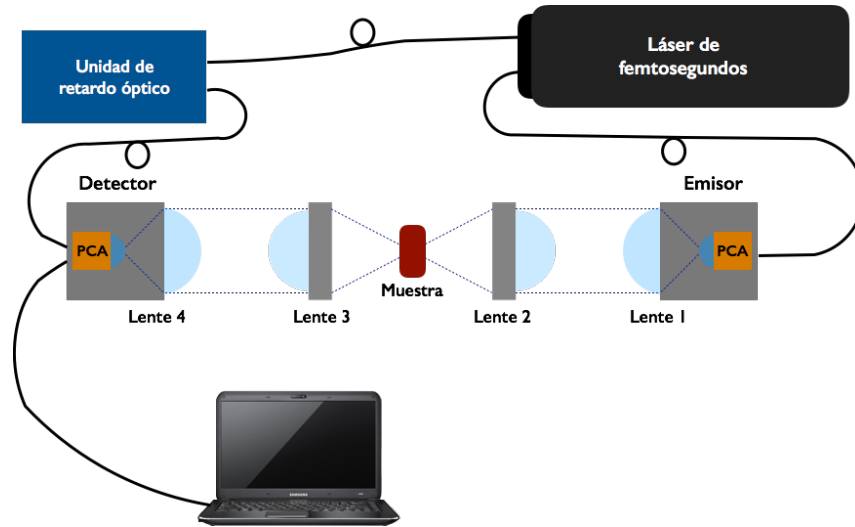 Unidad de
retardo óptico
Láser de
femtosegundos
Detector
Emisor
PCA
PCA
Muestra
Lente 4
Lente 3
Lente 2
Lente 1
SAMSUNG